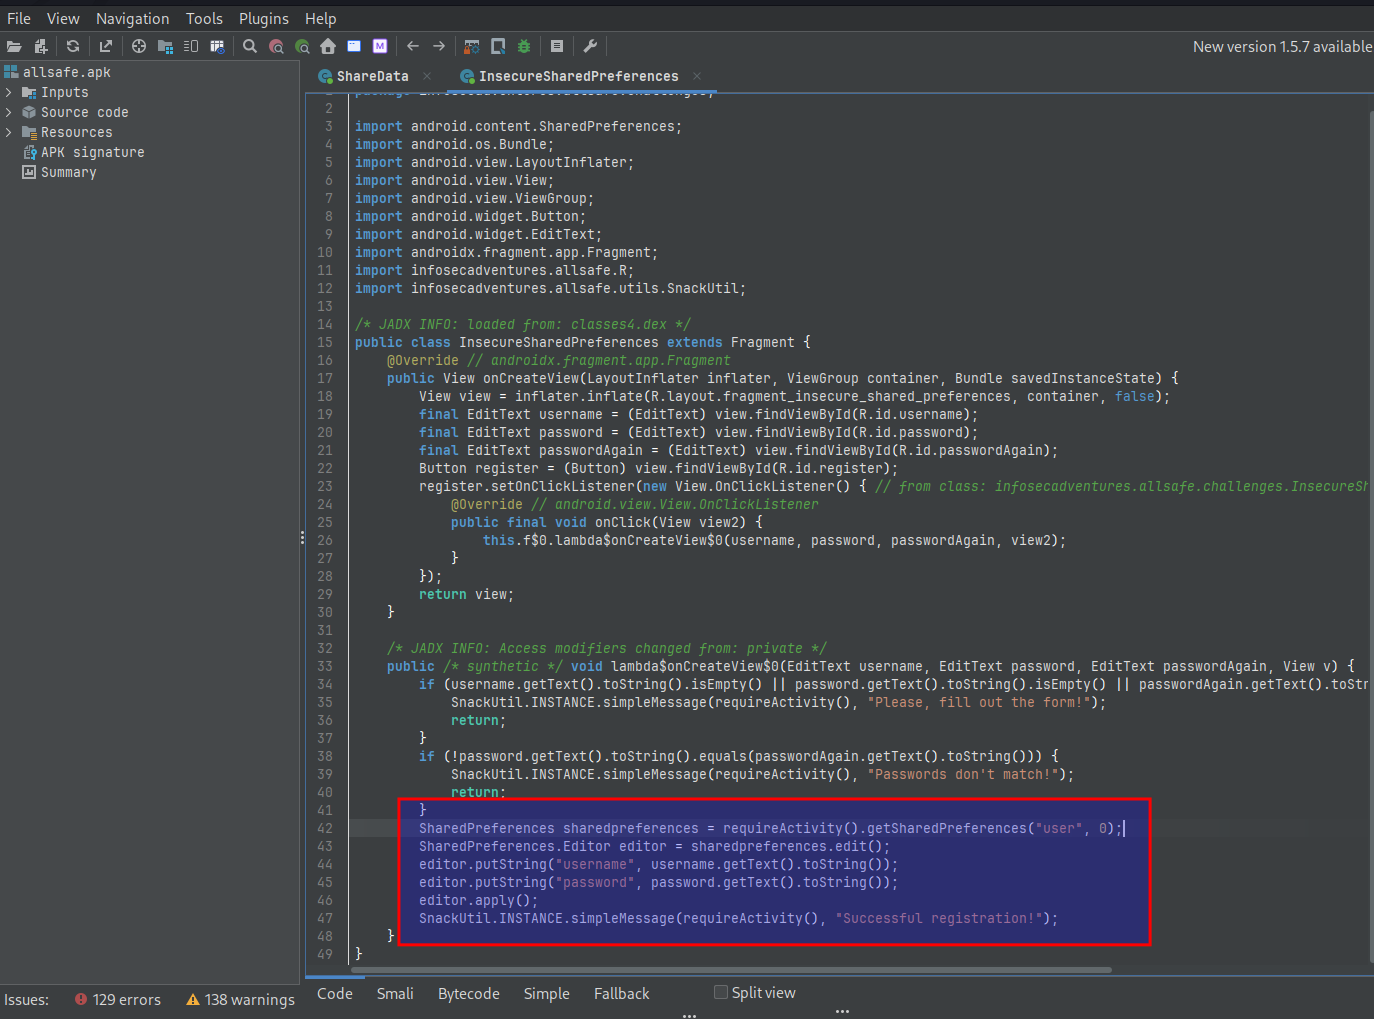 File View Navigation Tools Plugins Help
New version 1.5.7 available
allsafe.apk
Inputs
Source code
Resources
APK signature
Summary
ShareData InsecureSharedPreferences
2
3 import android.content.SharedPreferences;
4 import android.os.Bundle;
5 import android.view.LayoutInflater;
6 import android.view.View;
7 import android.view.ViewGroup;
8 import android.widget.Button;
9 import android.widget.EditText;
10 import androidx.fragment.app.Fragment;
11 import infosecadventures.allsafe.R;
12 import infosecadventures.allsafe.utils.SnackUtil;
13
14 /* JADX INFO: loaded from: classes4.dex */
15 public class InsecureSharedPreferences extends Fragment {
16 @Override // androidx.fragment.app.Fragment
17 public View onCreateView(LayoutInflater inflater, ViewGroup container, Bundle savedInstanceState) {
18 View view = inflater.inflate(R.layout.fragment_insecure_shared_preferences, container, false);
19 final EditText username = (EditText) view.findViewById(R.id.username);
20 final EditText password = (EditText) view.findViewById(R.id.password);
21 final EditText passwordAgain = (EditText) view.findViewById(R.id.passwordAgain);
22 Button register = (Button) view.findViewById(R.id.register);
23 register.setOnClickListener(new View.OnClickListener() { // from class: infosecadventures.allsafe.challenges.InsecureSh
24 @Override // android.view.View.OnClickListener
25 public final void onClick(View view2) {
26 this.f$0.lambda$onCreateView$0(username, password, passwordAgain, view2);
27 }
28 });
29 return view;
30 }
31
32 /* JADX INFO: Access modifiers changed from: private */
33 public /* synthetic */ void lambda$onCreateView$0(EditText username, EditText password, EditText passwordAgain, View v) {
34 if (username.getText().toString().isEmpty() || password.getText().toString().isEmpty() || passwordAgain.getText().toStr
35 SnackUtil.INSTANCE.simpleMessage(requireActivity(), "Please, fill out the form!");
36 return;
37 }
38 if (!password.getText().toString().equals(passwordAgain.getText().toString())) {
39 SnackUtil.INSTANCE.simpleMessage(requireActivity(), "Passwords don't match!");
40 return;
41 }
42 SharedPreferences sharedpreferences = requireActivity().getSharedPreferences("user", 0);
43 SharedPreferences.Editor editor = sharedpreferences.edit();
44 editor.putString("username", username.getText().toString());
45 editor.putString("password", password.getText().toString());
46 editor.apply();
47 SnackUtil.INSTANCE.simpleMessage(requireActivity(), "Successful registration!");
48 }
49 }
Issues: 129 errors 138 warnings
Code Smali Bytecode Simple Fallback Split view